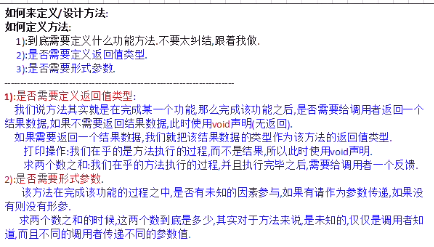 如何来定义/设计方法:
如何定义方法:
1):到底需要定义什么功能方法.不要太纠结,跟着我做.
2):是否需要定义返回值类型.
3):是否需要形式参数.
------------------------------------------------
1):是否需要定义返回值类型:
我们说方法其实就是在完成某一个功能,那么完成该功能之后,是否需要给调用者返回一个
结果数据,如果不需要返回结果数据,此时使用void声明(无返回).
如果需要返回一个结果数据,我们就把该结果数据的类型作为该方法的返回值类型.
打印操作:我们在乎的是方法执行的过程,而不是结果,所以此时使用void声明.
求两个数之和:我们在乎的方法执行的过程,并且执行完毕之后,需要给调用者一个反馈.
2):是否需要形式参数.
该方法在完成该功能的过程之中,是否有未知的因素参与,如果有请作为参数传递,如果没
有则没有形参.
求两个数之和的时候,这两个数到底是多少,其实对于方法来说,是未知的,仅仅是调用者知
道,而且不同的调用者传递不同的参数值.